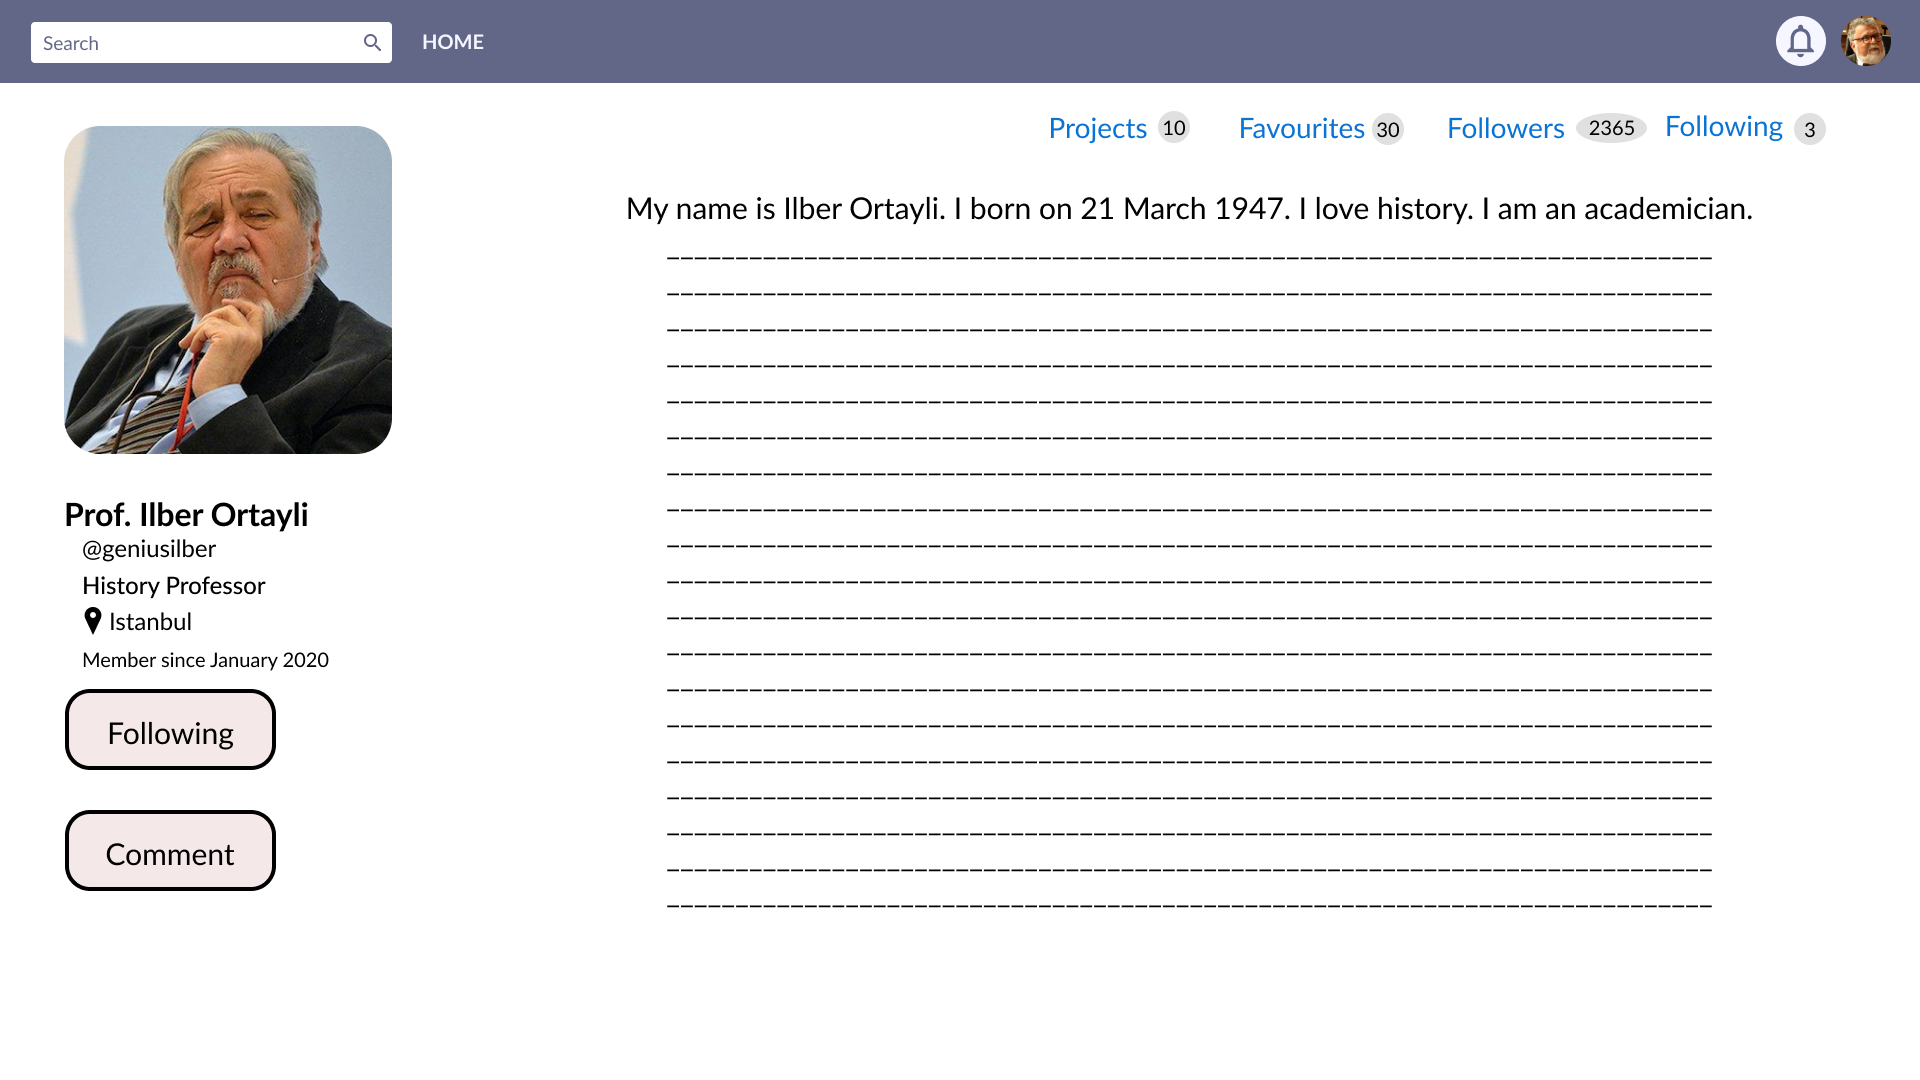 Search
HOME
Projects 10 Favourites 30 Followers 2365 Following 3
My name is Ilber Ortayli. I born on 21 March 1947. I love history. I am an academician.
Prof. Ilber Ortayli
@geniusilber
History Professor
Istanbul
Member since January 2020
Following
Comment